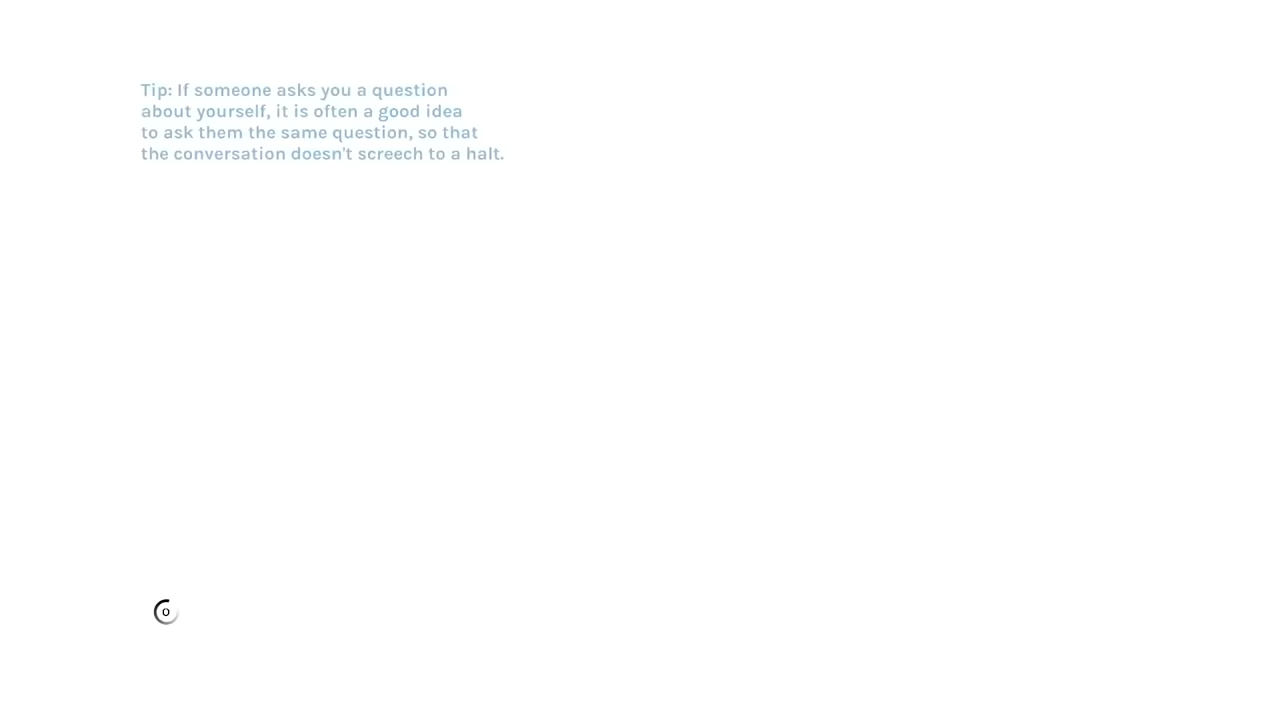 Tip: If someone asks you a question
about yourself, it is often a good idea
to ask them the same question, so that
the conversation doesn't screech to a halt.
0